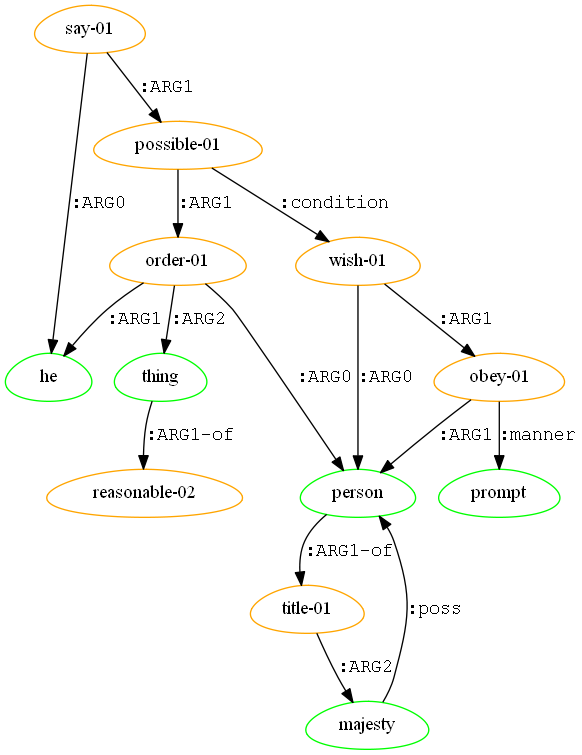 say-01
:ARG1
possible-01
:ARG0
:ARG1
:condition
order-01
wish-01
:ARG1
:ARG2
:ARG1
:ARG0
:ARG0
he
thing
obey-01
:ARG1-of
:ARG1
:manner
reasonable-02
person
prompt
:ARG1-of
title-01
:poss
:ARG2
majesty